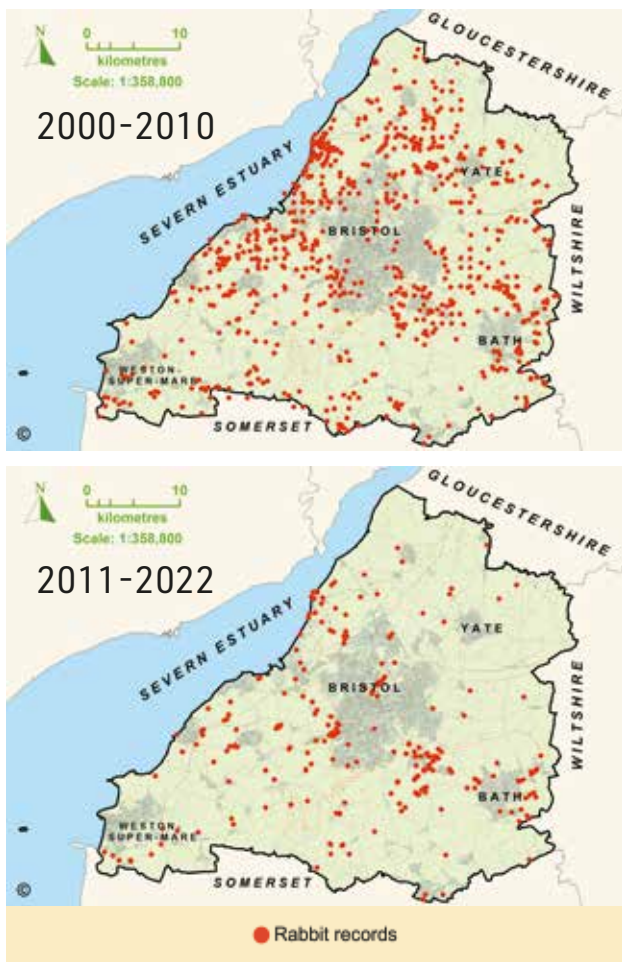 N
0 10
kilometres
Scale: 1:358,800
2000-2010
GLOUCESTERSHIRE
SEVERN ESTUARY
YATE
BRISTOL
WILTSHIRE
BATH
WESTON-
SUPER-MARE
SOMERSET
©
N
0 10
kilometres
Scale: 1:358,800
2011-2022
GLOUCESTERSHIRE
SEVERN ESTUARY
YATE
BRISTOL
WILTSHIRE
BATH
WESTON-
SUPER-MARE
SOMERSET
©
Rabbit records